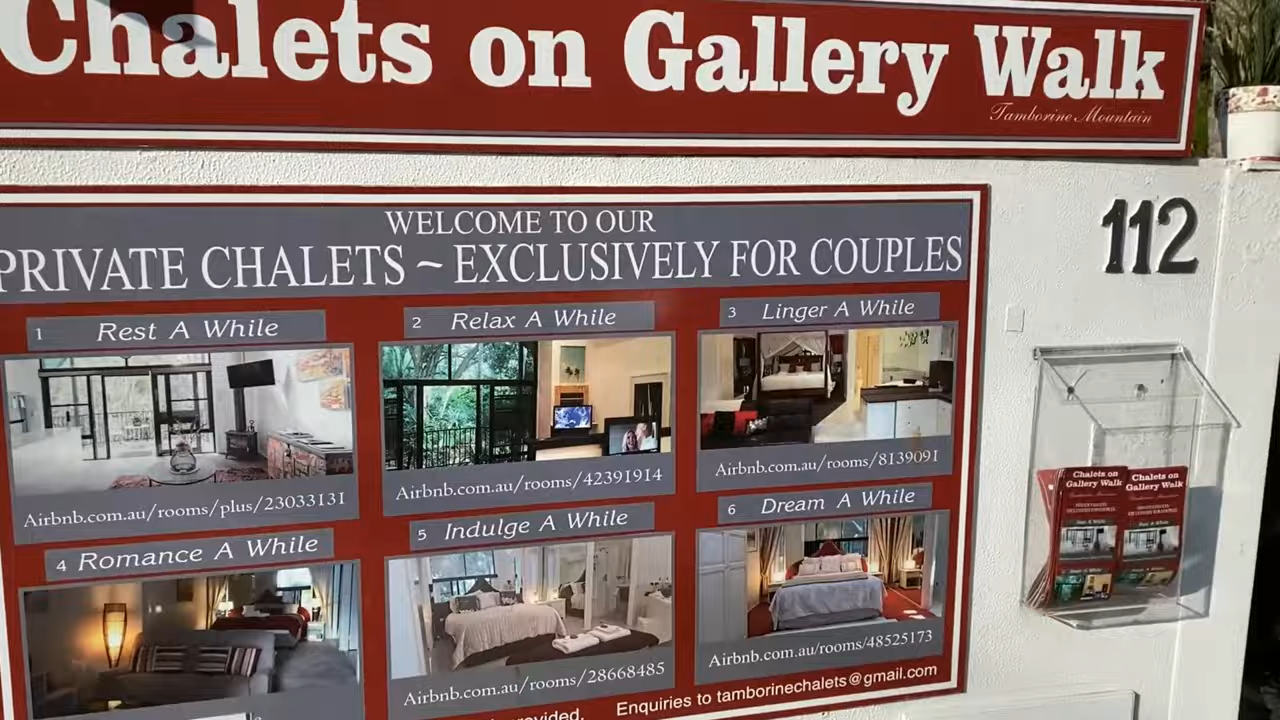 Chalets on Gallery Walk
Tamborine Mountain
112
WELCOME TO OUR
PRIVATE CHALETS ~ EXCLUSIVELY FOR COUPLES
1 Rest A While
2 Relax A While
3 Linger A While
Airbnb.com.au/rooms/plus/23033131
Airbnb.com.au/rooms/42391914
Airbnb.com.au/rooms/8139091
4 Romance A While
5 Indulge A While
6 Dream A While
Airbnb.com.au/rooms/28668485
Airbnb.com.au/rooms/48525173
Enquiries to tamborinechalets@gmail.com
Chalets on
Gallery Walk
Chalets on
Gallery Walk